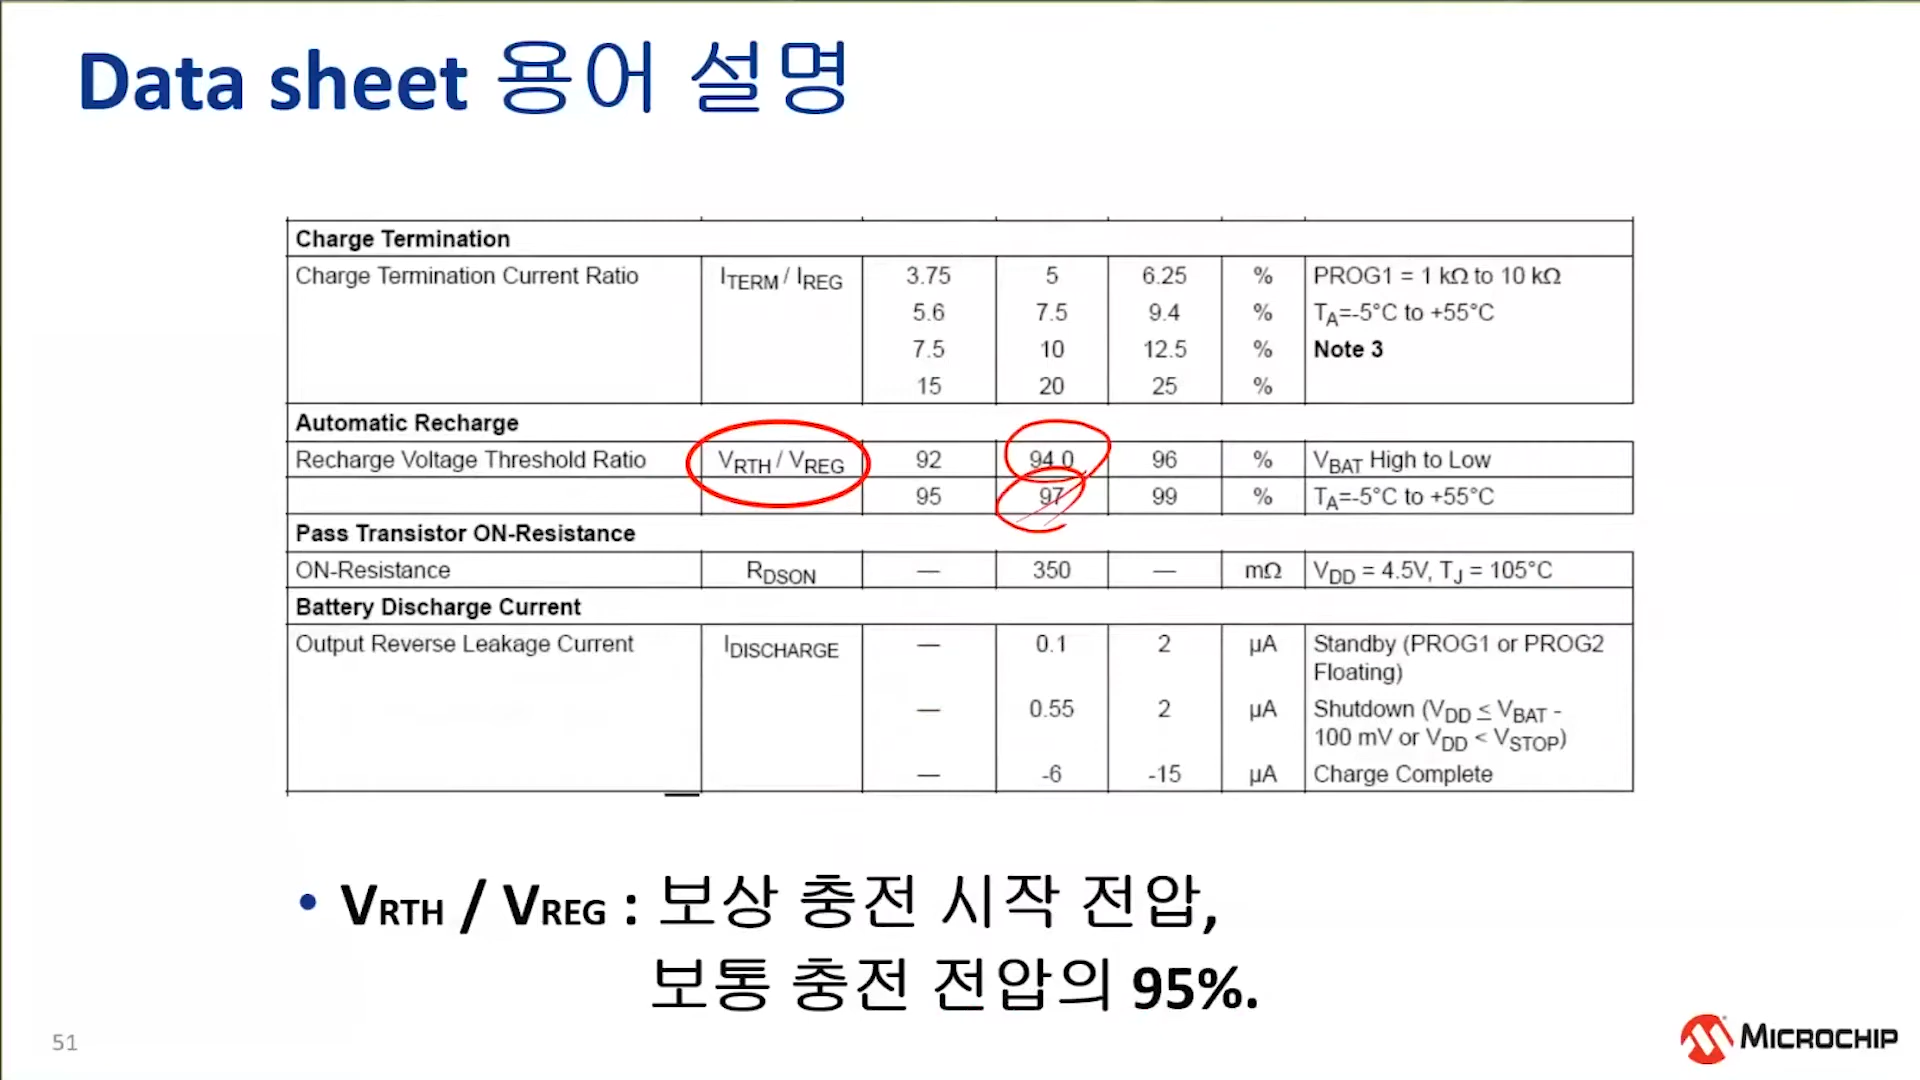 Data sheet 용어 설명
Charge Termination
Charge Termination Current Ratio ITERM / IREG 3.75 5 6.25 % PROG1 = 1 kΩ to 10 kΩ
5.6 7.5 9.4 % TA=-5°C to +55°C
7.5 10 12.5 % Note 3
15 20 25 %
Automatic Recharge
Recharge Voltage Threshold Ratio VRTH / VREG 92 94.0 96 % VBAT High to Low
95 97 99 % TA=-5°C to +55°C
Pass Transistor ON-Resistance
ON-Resistance RDSON — 350 — mΩ VDD = 4.5V, TJ = 105°C
Battery Discharge Current
Output Reverse Leakage Current IDISCHARGE — 0.1 2 µA Standby (PROG1 or PROG2
Floating)
— 0.55 2 µA Shutdown (VDD ≤ VBAT -
100 mV or VDD < VSTOP)
— -6 -15 µA Charge Complete
• VRTH / VREG : 보상 충전 시작 전압,
보통 충전 전압의 95%.
51
MICROCHIP